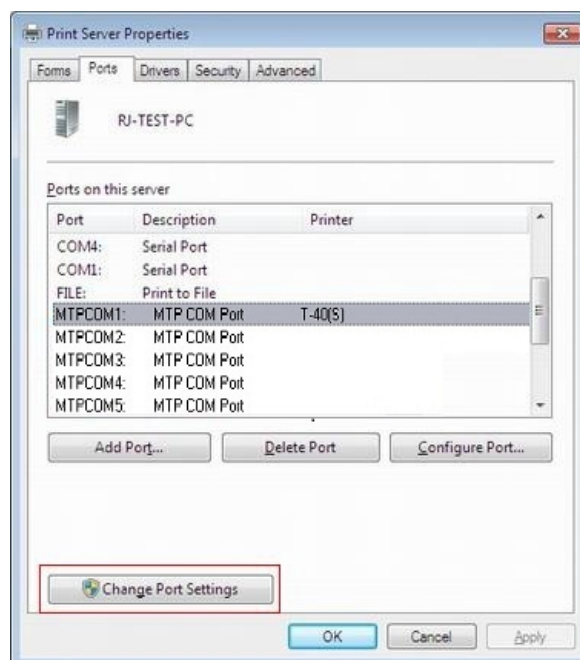 Print Server Properties
Forms Ports Drivers Security Advanced
RJ-TEST-PC
Ports on this server
Port Description Printer
COM4: Serial Port
COM1: Serial Port
FILE: Print to File
MTPCOM1: MTP COM Port T-40(S)
MTPCOM2: MTP COM Port
MTPCOM3: MTP COM Port
MTPCOM4: MTP COM Port
MTPCOM5: MTP COM Port
Add Port... Delete Port Configure Port...
Change Port Settings
OK Cancel Apply